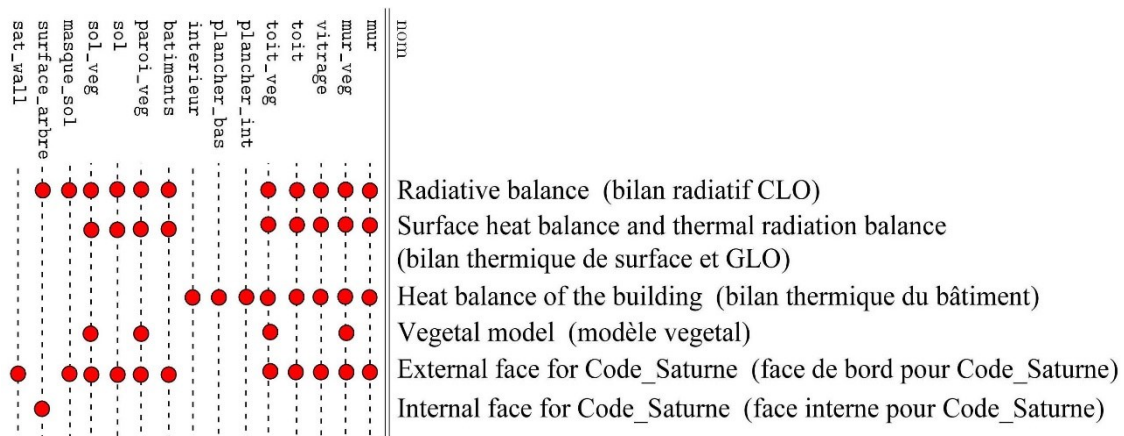 sat_wall
surface_arbre
masque_sol
sol_veg
sol
paroi_veg
batiments
interieur
plancher_bas
plancher_int
toit_veg
toit
vitrage
mur_veg
mur
nom
Radiative balance (bilan radiatif CLO)
Surface heat balance and thermal radiation balance
(bilan thermique de surface et GLO)
Heat balance of the building (bilan thermique du bâtiment)
Vegetal model (modèle vegetal)
External face for Code_Saturne (face de bord pour Code_Saturne)
Internal face for Code_Saturne (face interne pour Code_Saturne)